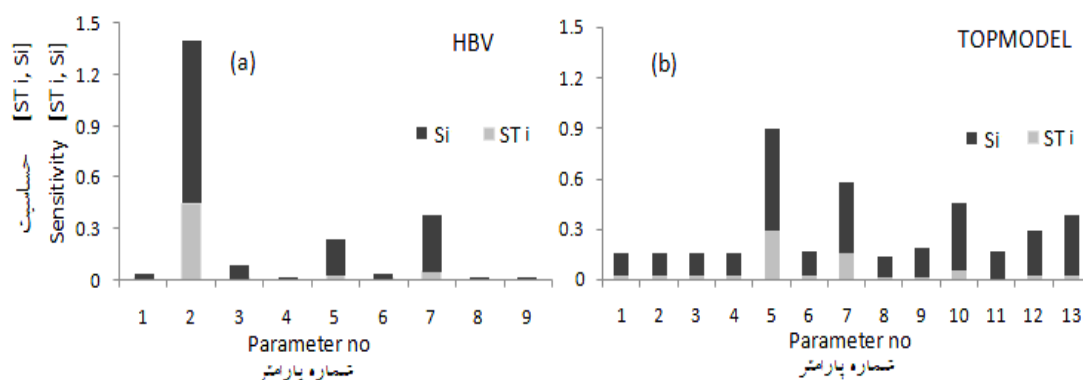 حساسیت [ST i, Si]
Sensitivity [ST i, Si]
1.5
1.2
0.9
0.6
0.3
0
HBV
(a)
Si STi
1 2 3 4 5 6 7 8 9
Parameter no
شماره پارامتر
1.5
1.2
0.9
0.6
0.3
0
TOPMODEL
(b)
Si STi
1 2 3 4 5 6 7 8 9 10 11 12 13
Parameter no
شماره پارامتر